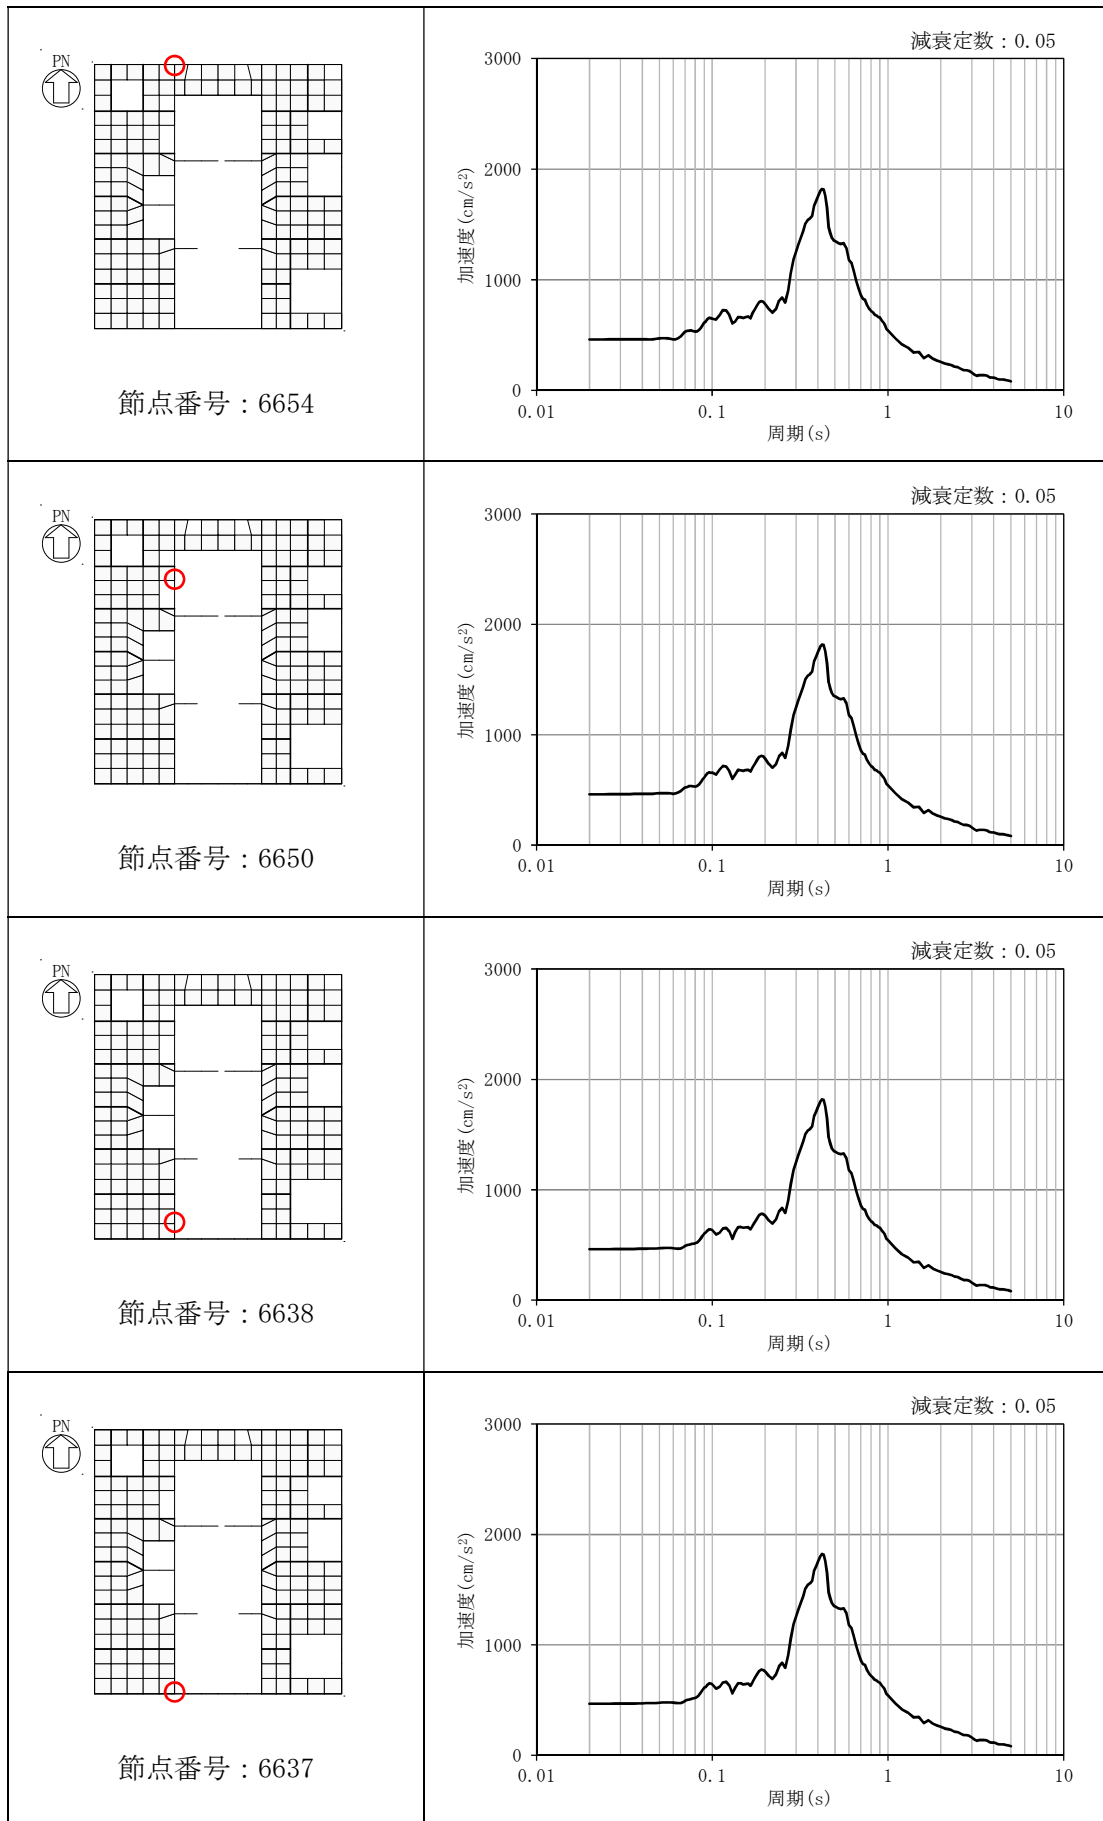 PN
節点番号：6654
減衰定数：0.05
加速度(cm/s²)
3000
2000
1000
0
0.01
0.1
1
10
周期(s)
PN
節点番号：6650
減衰定数：0.05
加速度(cm/s²)
3000
2000
1000
0
0.01
0.1
1
10
周期(s)
PN
節点番号：6638
減衰定数：0.05
加速度(cm/s²)
3000
2000
1000
0
0.01
0.1
1
10
周期(s)
PN
節点番号：6637
減衰定数：0.05
加速度(cm/s²)
3000
2000
1000
0
0.01
0.1
1
10
周期(s)